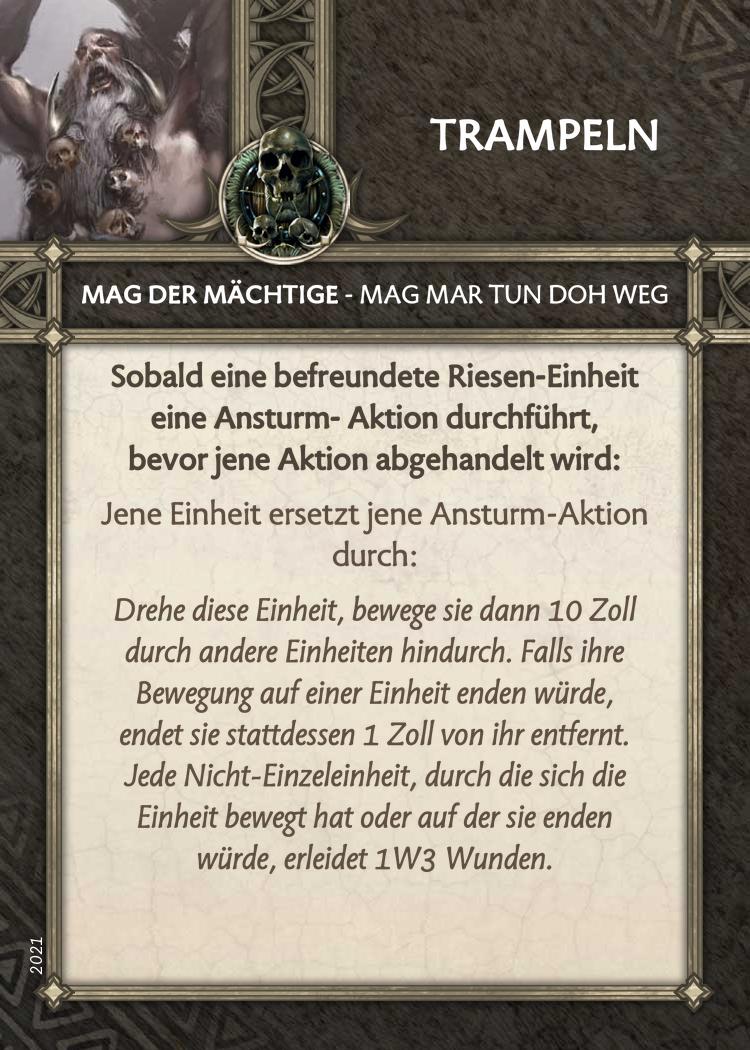 TRAMPELN
MAG DER MÄCHTIGE - MAG MAR TUN DOH WEG
Sobald eine befreundete Riesen-Einheit
eine Ansturm- Aktion durchführt,
bevor jene Aktion abgehandelt wird:
Jene Einheit ersetzt jene Ansturm-Aktion
durch:
Drehe diese Einheit, bewege sie dann 10 Zoll
durch andere Einheiten hindurch. Falls ihre
Bewegung auf einer Einheit enden würde,
endet sie stattdessen 1 Zoll von ihr entfernt.
Jede Nicht-Einzeleinheit, durch die sich die
Einheit bewegt hat oder auf der sie enden
würde, erleidet 1W3 Wunden.
2021